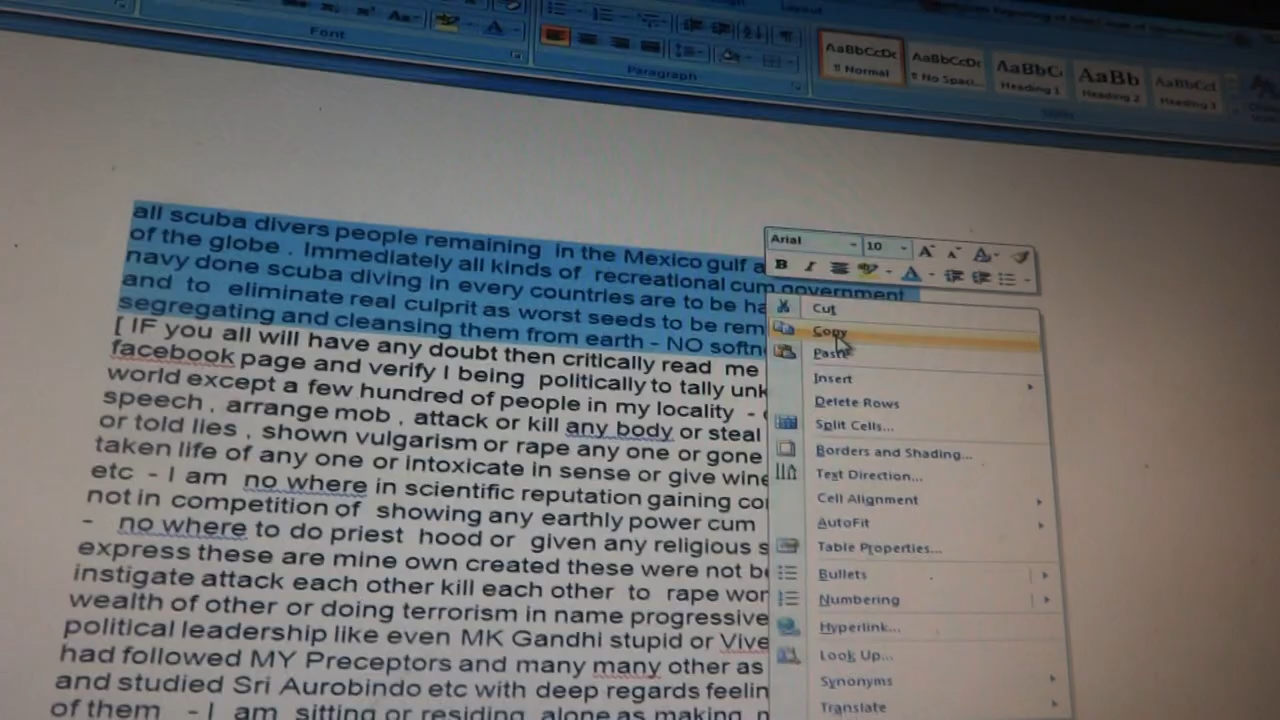 Font
Paragraph
AaBbCcDc
¶ Normal
AaBbCcDc
¶ No Spaci...
AaBbC
Heading 1
AaBb
Heading 2
AaBbCcI
Heading 3
all scuba divers people remaining in the Mexico gulf
of the globe . Immediately all kinds of recreational cum government
navy done scuba diving in every countries are to be
and to eliminate real culprit as worst seeds to be
segregating and cleansing them from earth - NO
[ IF you all will have any doubt then critically read me
facebook page and verify I being politically to tally
world except a few hundred of people in my locality -
speech , arrange mob , attack or kill any body or steal
or told lies , shown vulgarism or rape any one or gone
taken life of any one or intoxicate in sense or give
etc - I am no where in scientific reputation gaining
not in competition of showing any earthly power cum
- no where to do priest hood or given any religious
express these are mine own created these were not
instigate attack each other kill each other to rape
wealth of other or doing terrorism in name progressive
political leadership like even MK Gandhi stupid or
had followed MY Preceptors and many many other as
and studied Sri Aurobindo etc with deep regards
of them - I am sitting or residing alone as making
Arial
10
B I
Cut
Copy
Paste
Insert
Delete Rows
Split Cells...
Borders and Shading...
Text Direction...
Cell Alignment
AutoFit
Table Properties...
Bullets
Numbering
Hyperlink...
Look Up...
Synonyms
Translate